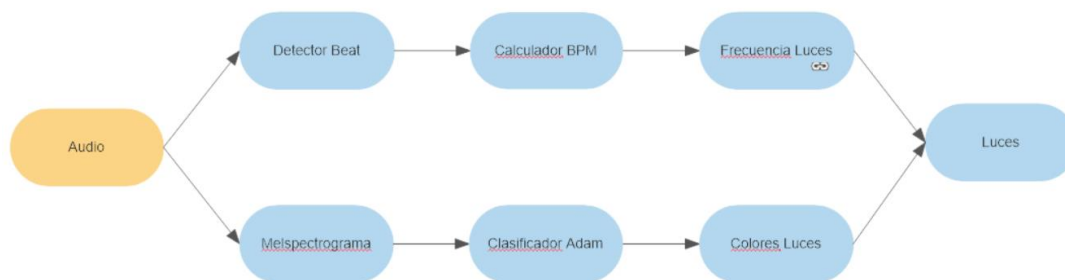 Detector Beat
Calculador BPM
Frecuencia Luces
Audio
Luces
Melspectrograma
Clasificador Adam
Colores Luces